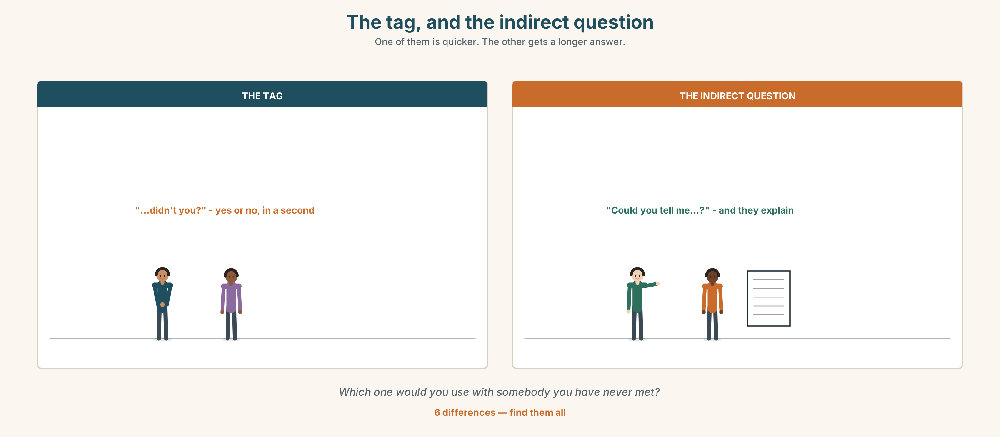 The tag, and the indirect question
One of them is quicker. The other gets a longer answer.
THE TAG
"...didn't you?" - yes or no, in a second
THE INDIRECT QUESTION
"Could you tell me...?" - and they explain
Which one would you use with somebody you have never met?
6 differences — find them all